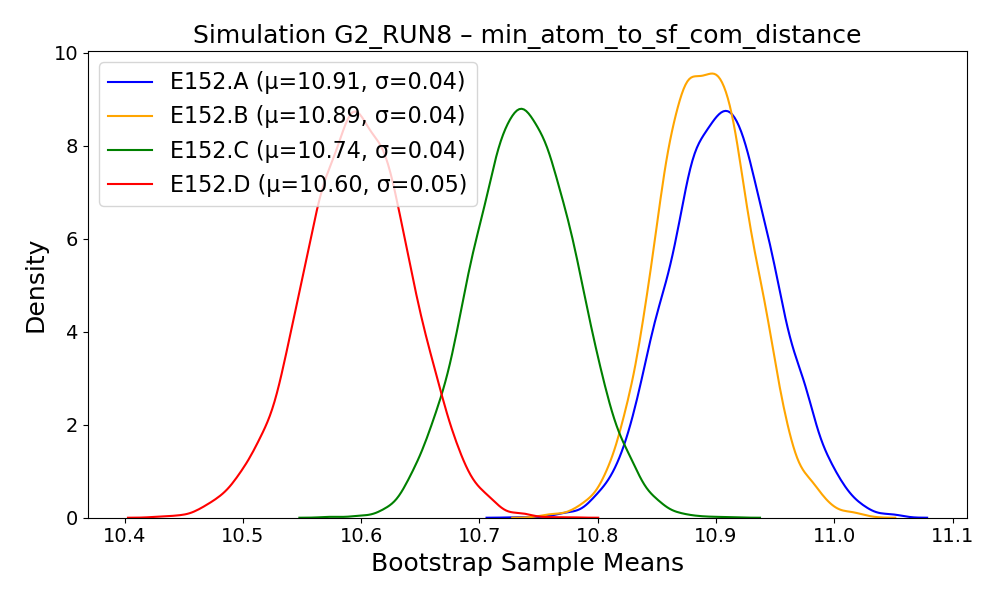 Simulation G2_RUN8 – min_atom_to_sf_com_distance
E152.A (μ=10.91, σ=0.04)
E152.B (μ=10.89, σ=0.04)
E152.C (μ=10.74, σ=0.04)
E152.D (μ=10.60, σ=0.05)
10
8
6
4
2
0
Density
10.4 10.5 10.6 10.7 10.8 10.9 11.0 11.1
Bootstrap Sample Means